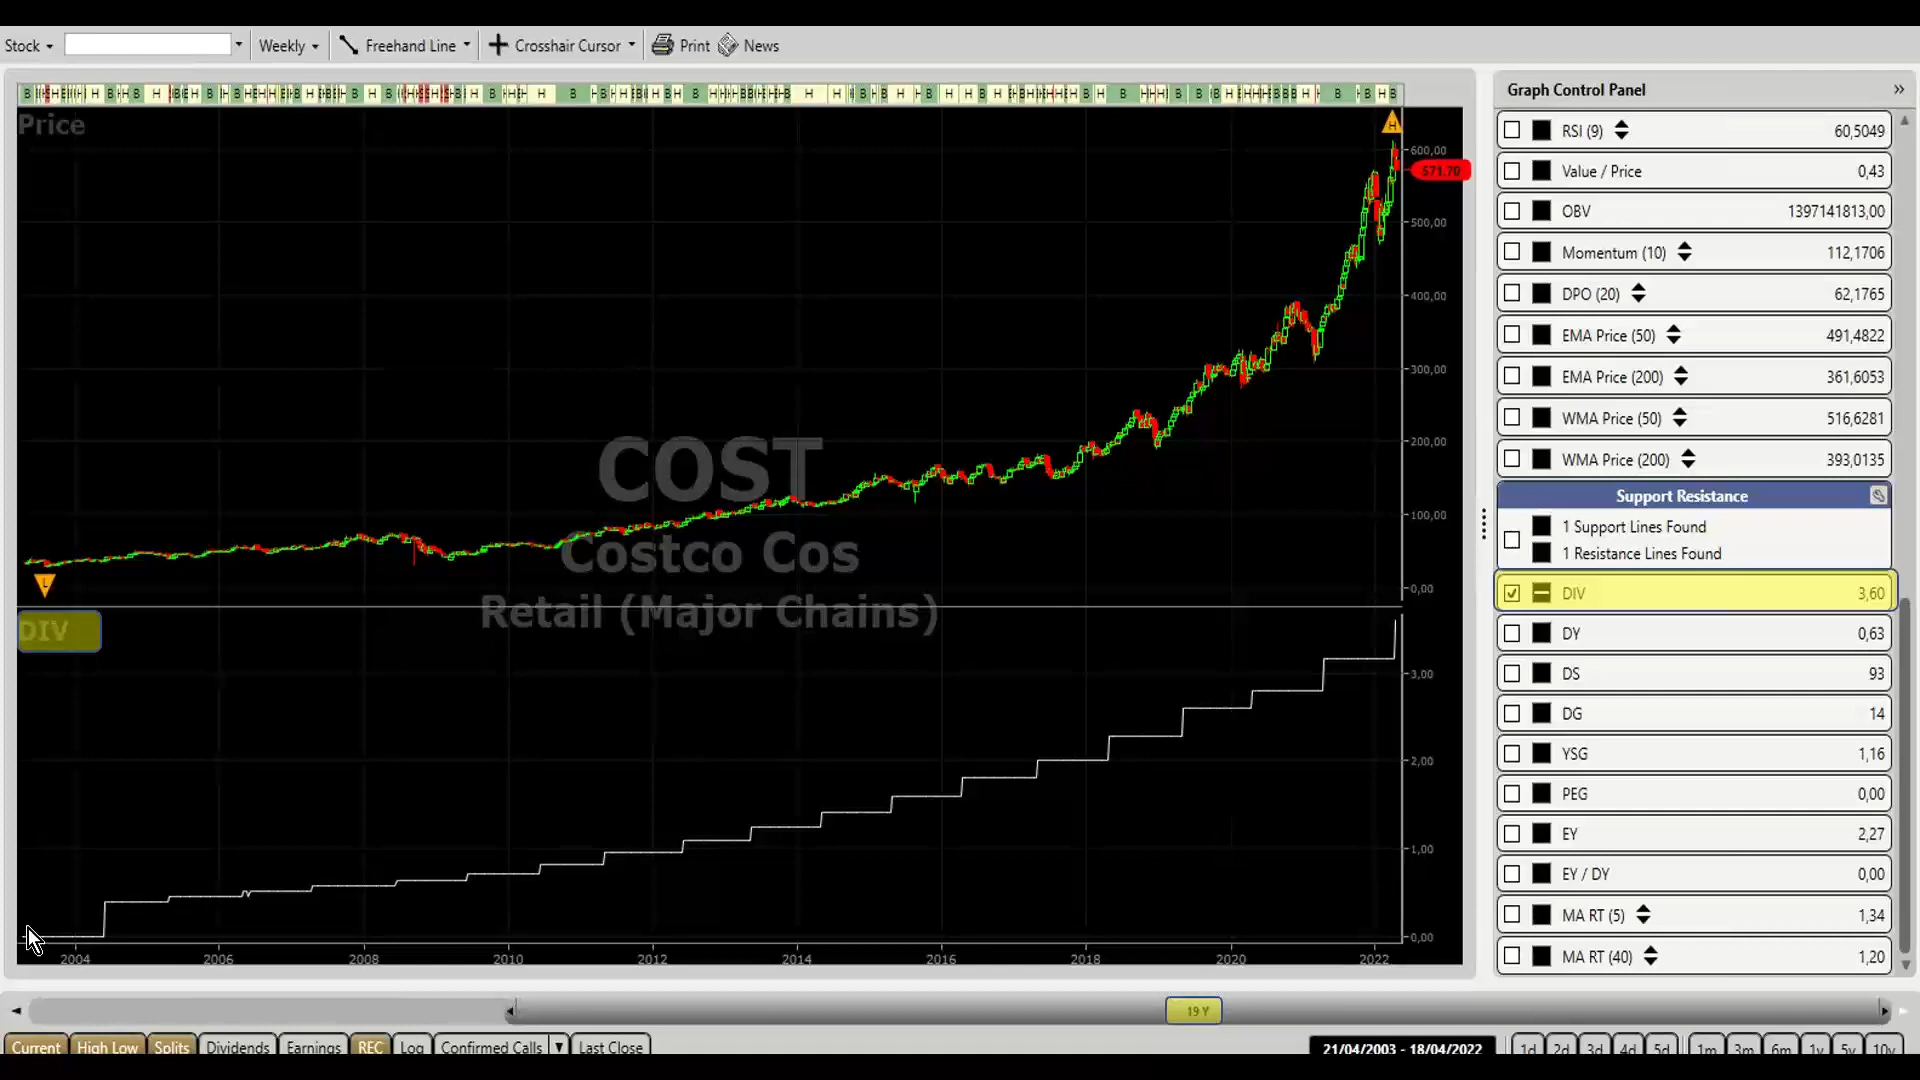 Stock Weekly Freehand Line Crosshair Cursor Print News
Price
H
600,00
571.70
500,00
400,00
300,00
200,00
100,00
0,00
L
COST
Costco Cos
Retail (Major Chains)
DIV
3,00
2,00
1,00
0,00
2004 2006 2008 2010 2012 2014 2016 2018 2020 2022
Graph Control Panel »
RSI (9) 60,5049
Value / Price 0,43
OBV 1397141813,00
Momentum (10) 112,1706
DPO (20) 62,1765
EMA Price (50) 491,4822
EMA Price (200) 361,6053
WMA Price (50) 516,6281
WMA Price (200) 393,0135
Support Resistance
1 Support Lines Found
1 Resistance Lines Found
DIV 3,60
DY 0,63
DS 93
DG 14
YSG 1,16
PEG 0,00
EY 2,27
EY / DY 0,00
MA RT (5) 1,34
MA RT (40) 1,20
19 Y
Current High Low Splits Dividends Earnings REC Log Confirmed Calls Last Close 21/04/2003 - 18/04/2022 1d 2d 3d 4d 5d 1m 3m 6m 1y 5y 10y